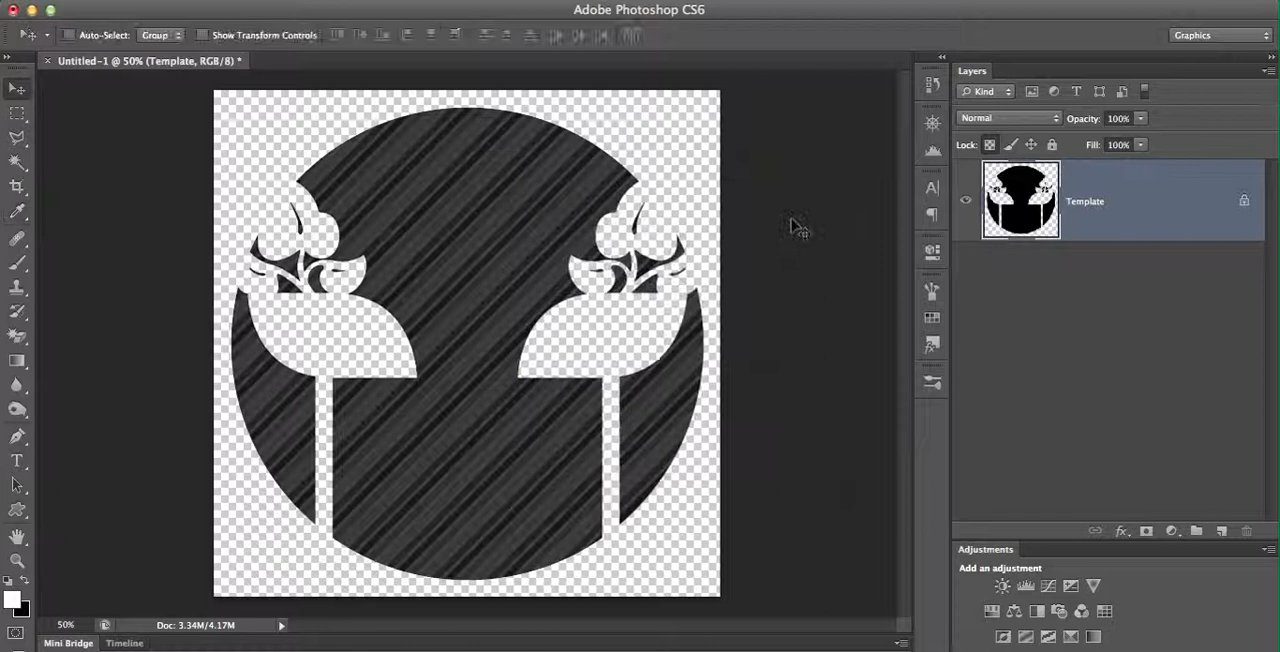 Adobe Photoshop CS6
Auto-Select: Group Show Transform Controls Graphics
× Untitled-1 @ 50% (Template, RGB/8) *
Layers
Kind
Normal Opacity: 100%
Lock: Fill: 100%
Template
Adjustments
Add an adjustment
50% Doc: 3.34M/4.17M
Mini Bridge Timeline